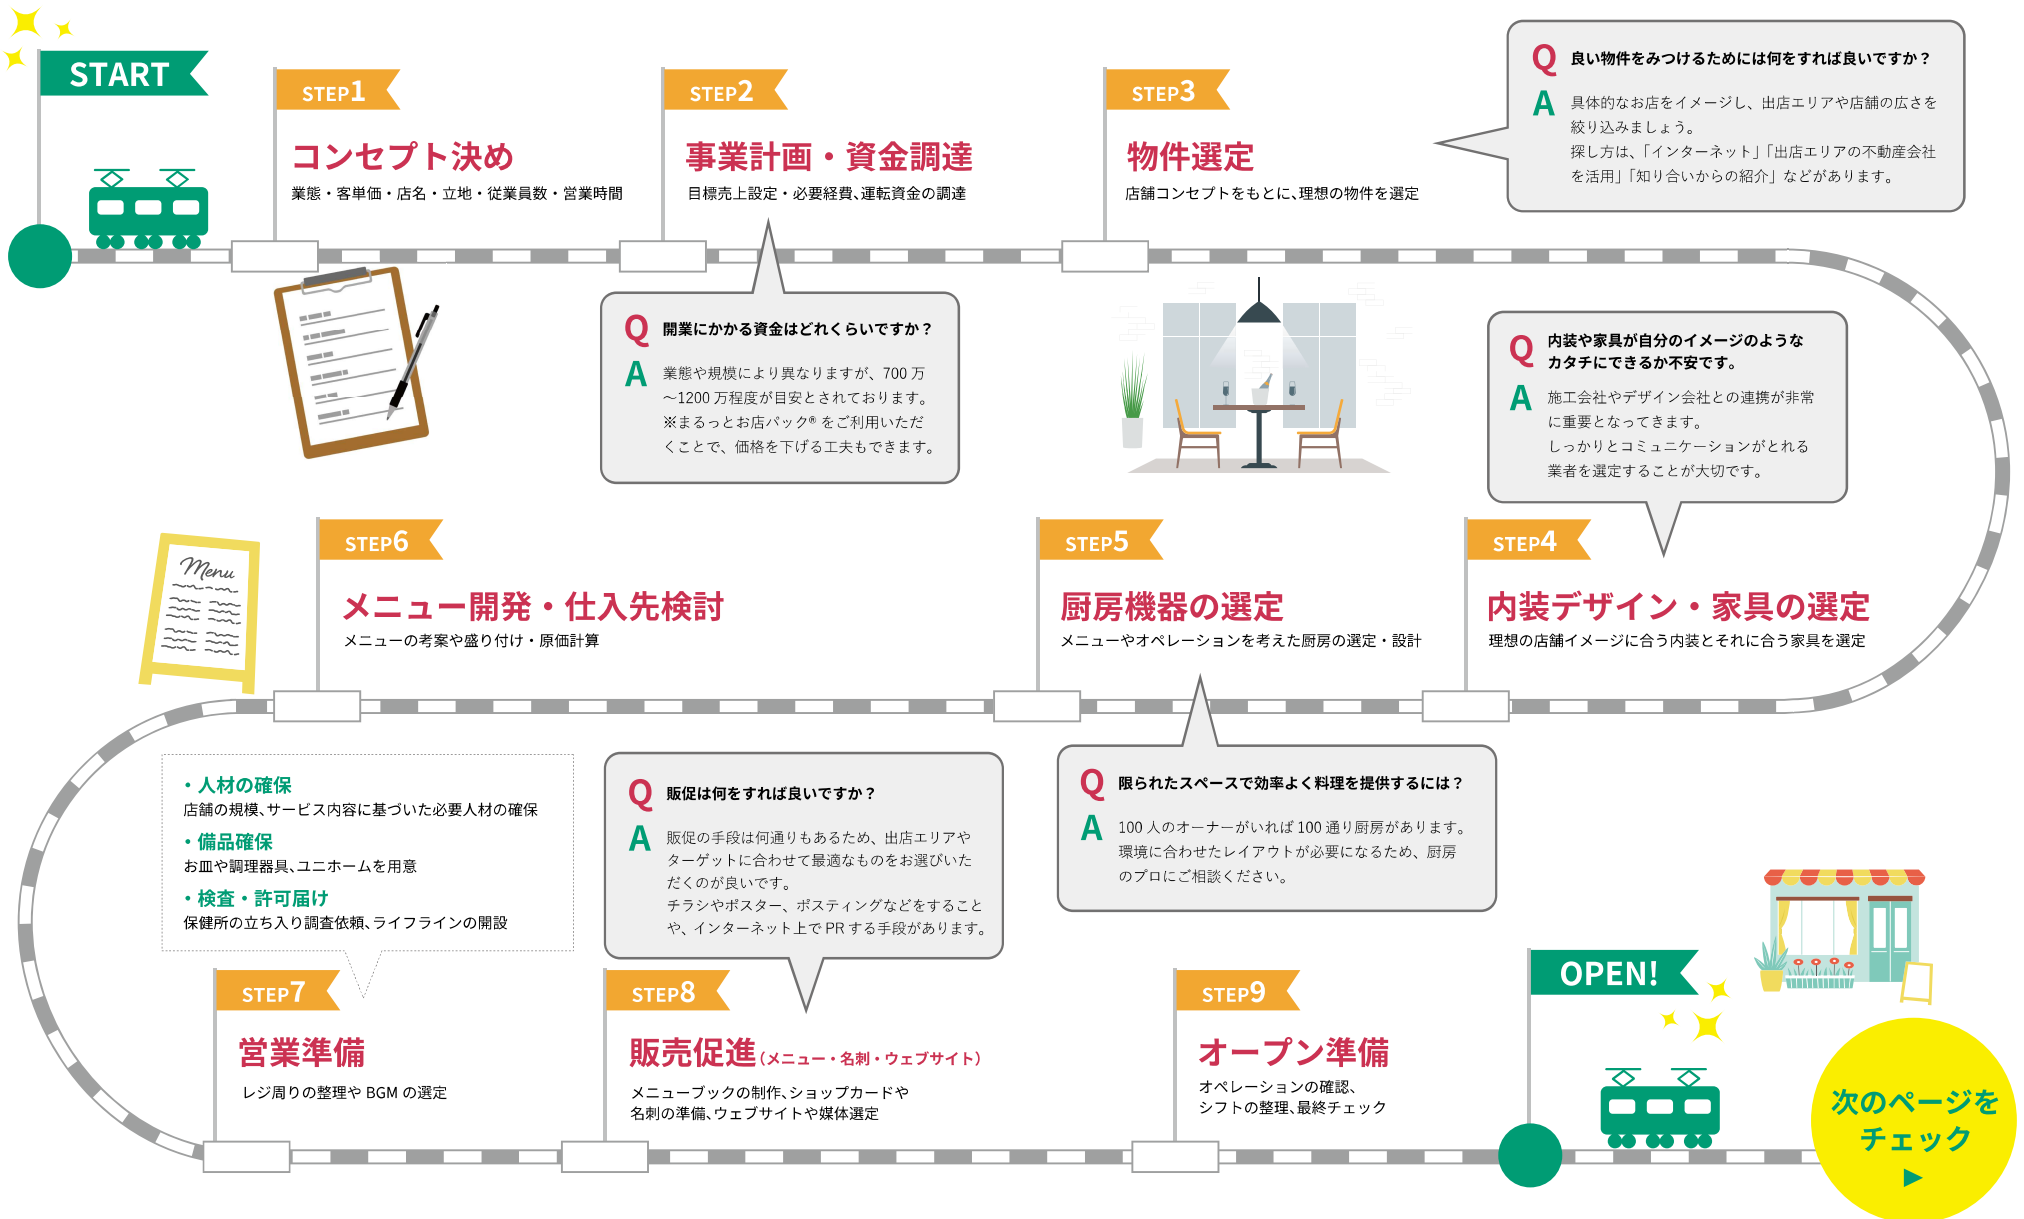 START
STEP1
コンセプト決め
業態・客単価・店名・立地・従業員数・営業時間
STEP2
事業計画・資金調達
目標売上設定・必要経費、運転資金の調達
Q 開業にかかる資金はどれくらいですか？
A 業態や規模により異なりますが、700 万
～1200 万程度が目安とされております。
※まるっとお店パック® をご利用いただ
くことで、価格を下げる工夫もできます。
STEP3
物件選定
店舗コンセプトをもとに、理想の物件を選定
Q 良い物件をみつけるためには何をすれば良いですか？
A 具体的なお店をイメージし、出店エリアや店舗の広さを
絞り込みましょう。
探し方は、「インターネット」「出店エリアの不動産会社
を活用」「知り合いからの紹介」などがあります。
Q 内装や家具が自分のイメージのような
カタチにできるか不安です。
A 施工会社やデザイン会社との連携が非常
に重要となってきます。
しっかりとコミュニケーションがとれる
業者を選定することが大切です。
STEP4
内装デザイン・家具の選定
理想の店舗イメージに合う内装とそれに合う家具を選定
STEP5
厨房機器の選定
メニューやオペレーションを考えた厨房の選定・設計
Q 限られたスペースで効率よく料理を提供するには？
A 100 人のオーナーがいれば 100 通り厨房があります。
環境に合わせたレイアウトが必要になるため、厨房
のプロにご相談ください。
STEP6
メニュー開発・仕入先検討
メニューの考案や盛り付け・原価計算
Menu
・人材の確保
店舗の規模、サービス内容に基づいた必要人材の確保
・備品確保
お皿や調理器具、ユニホームを用意
・検査・許可届け
保健所の立ち入り調査依頼、ライフラインの開設
STEP7
営業準備
レジ周りの整理や BGM の選定
Q 販促は何をすれば良いですか？
A 販促の手段は何通りもあるため、出店エリアや
ターゲットに合わせて最適なものをお選びいた
だくのが良いです。
チラシやポスター、ポスティングなどをすること
や、インターネット上で PR する手段があります。
STEP8
販売促進（メニュー・名刺・ウェブサイト）
メニューブックの制作、ショップカードや
名刺の準備、ウェブサイトや媒体選定
STEP9
オープン準備
オペレーションの確認、
シフトの整理、最終チェック
OPEN!
次のページを
チェック
▶